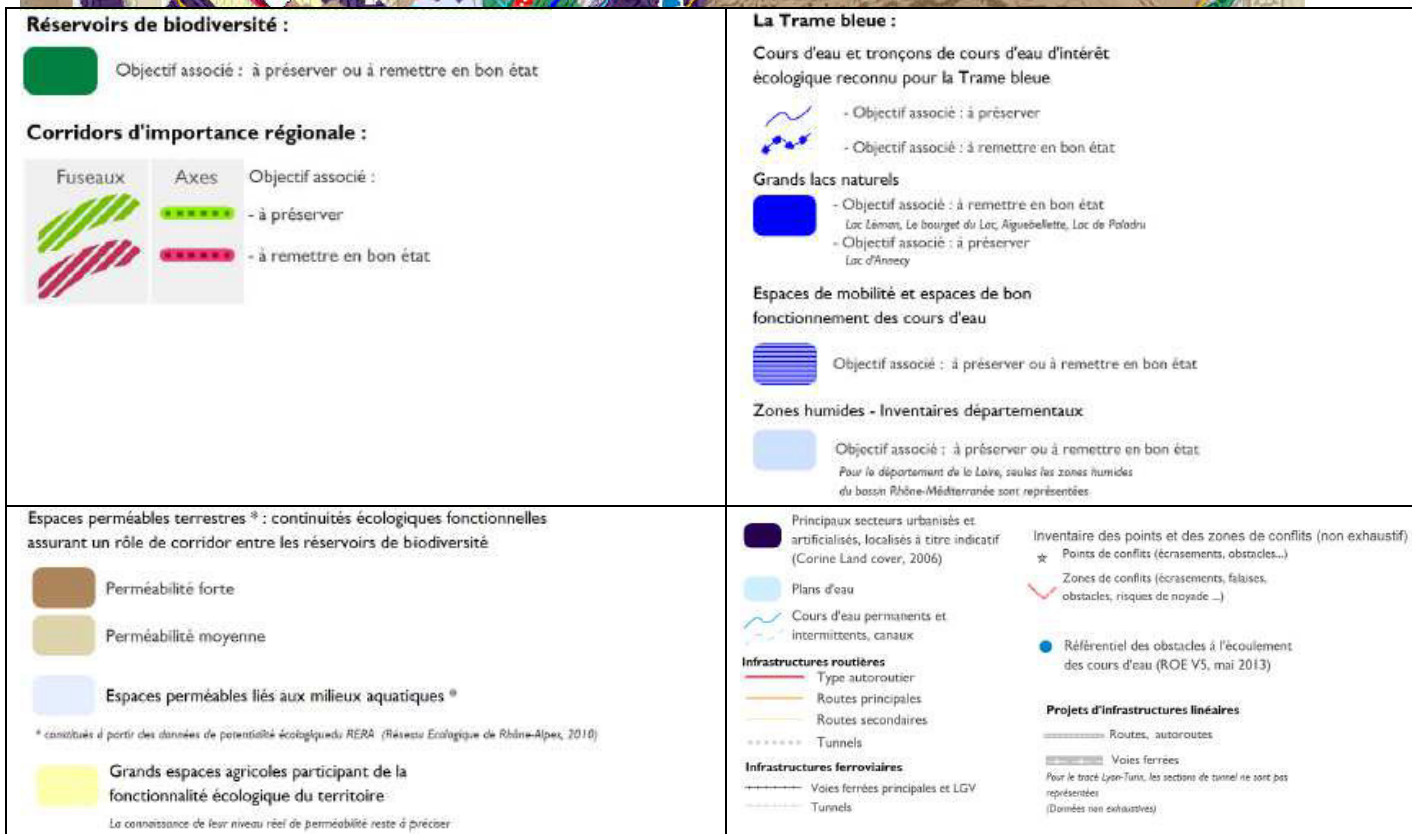 Réservoirs de biodiversité :
Objectif associé : à préserver ou à remettre en bon état
Corridors d'importance régionale :
Fuseaux Axes Objectif associé :
- à préserver
- à remettre en bon état
La Trame bleue :
Cours d'eau et tronçons de cours d'eau d'intérêt
écologique reconnu pour la Trame bleue
- Objectif associé : à préserver
- Objectif associé : à remettre en bon état
Grands lacs naturels
- Objectif associé : à remettre en bon état
Lac Léman, Le bourget du Lac, Aiguebellette, Lac de Paladru
- Objectif associé : à préserver
Lac d'Annecy
Espaces de mobilité et espaces de bon
fonctionnement des cours d'eau
Objectif associé : à préserver ou à remettre en bon état
Zones humides - Inventaires départementaux
Objectif associé : à préserver ou à remettre en bon état
Pour le département de la Loire, seules les zones humides
du bassin Rhône-Méditerranée sont représentées
Espaces perméables terrestres * : continuités écologiques fonctionnelles
assurant un rôle de corridor entre les réservoirs de biodiversité
Perméabilité forte
Perméabilité moyenne
Espaces perméables liés aux milieux aquatiques *
* constitués à partir des données de potentialité écologiquedu RERA (Réseau Ecologique de Rhône-Alpes, 2010)
Grands espaces agricoles participant de la
fonctionnalité écologique du territoire
La connaissance de leur niveau réel de perméabilité reste à préciser
Principaux secteurs urbanisés et
artificialisés, localisés à titre indicatif
(Corine Land cover, 2006)
Plans d'eau
Cours d'eau permanents et
intermittents, canaux
Infrastructures routières
Type autoroutier
Routes principales
Routes secondaires
Tunnels
Infrastructures ferroviaires
Voies ferrées principales et LGV
Tunnels
Inventaire des points et des zones de conflits (non exhaustif)
Points de conflits (écrasements, obstacles...)
Zones de conflits (écrasements, falaises,
obstacles, risques de noyade ...)
Référentiel des obstacles à l'écoulement
des cours d'eau (ROE V5, mai 2013)
Projets d'infrastructures linéaires
Routes, autoroutes
Voies ferrées
Pour le tracé Lyon-Turin, les sections de tunnel ne sont pas
représentées
(Données non exhaustives)